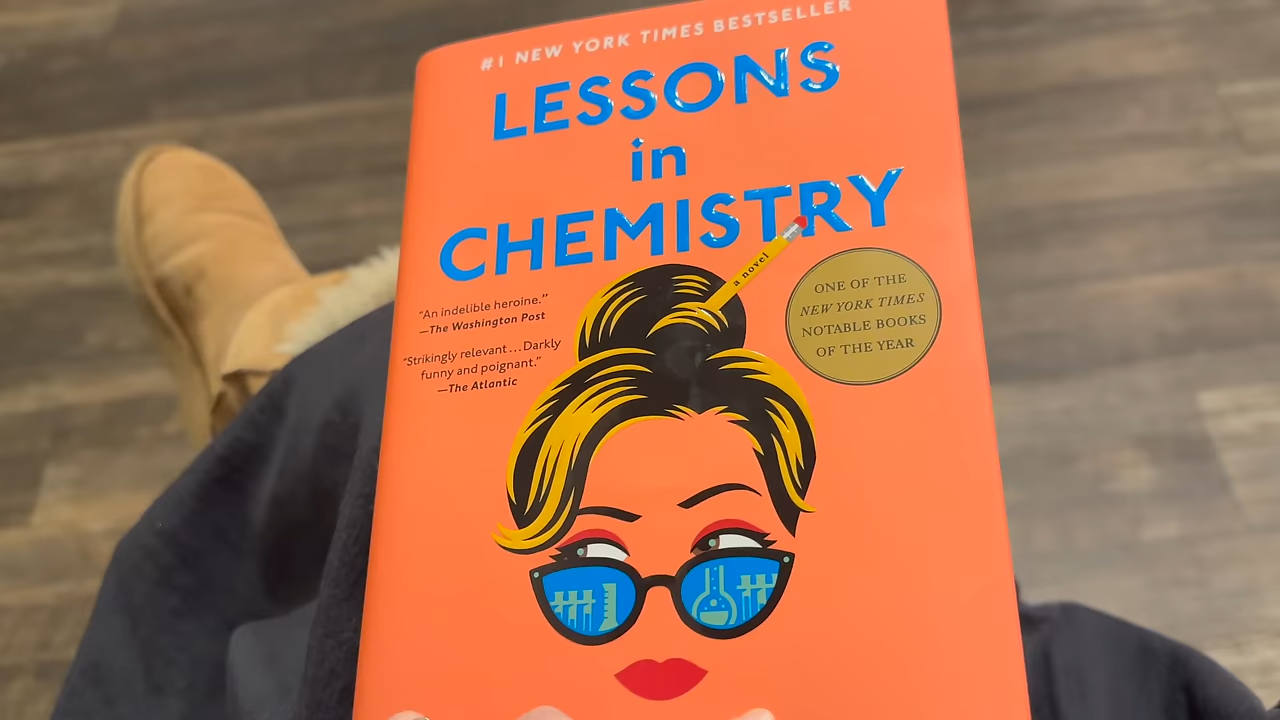 #1 NEW YORK TIMES BESTSELLER
LESSONS
in
CHEMISTRY
a novel
"An indelible heroine."
—The Washington Post
"Strikingly relevant...Darkly
funny and poignant."
—The Atlantic
ONE OF THE
NEW YORK TIMES
NOTABLE BOOKS
OF THE YEAR